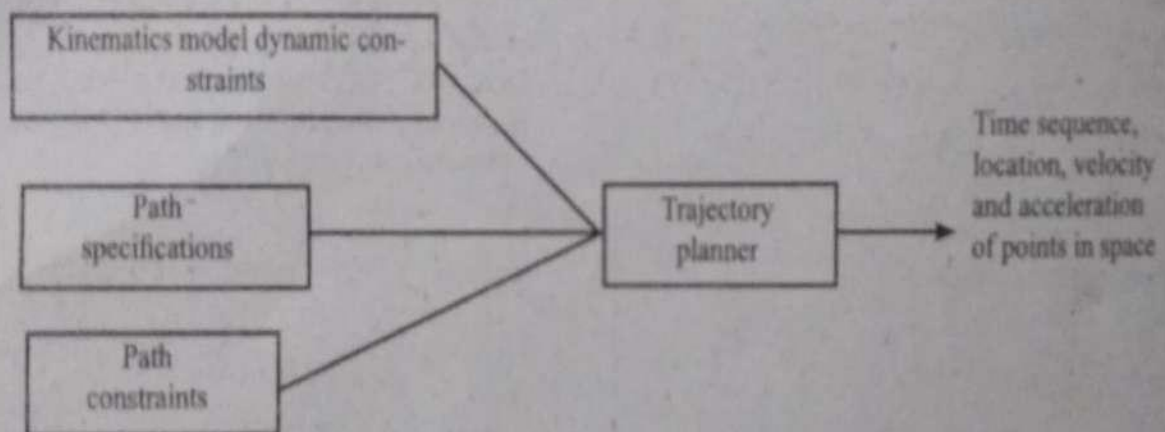 Kinematics model dynamic con-
straints
Path
specifications
Path
constraints
Trajectory
planner
Time sequence,
location, velocity
and acceleration
of points in space